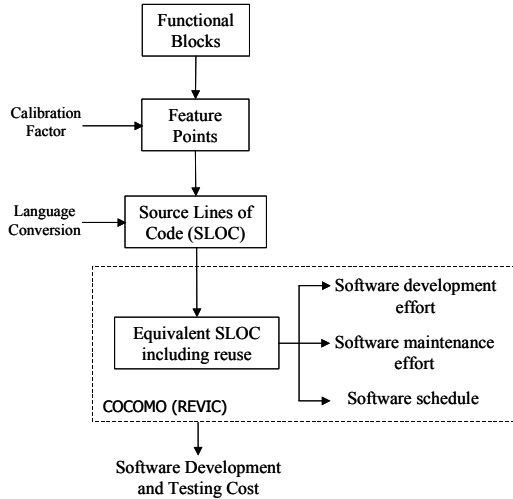 Functional
Blocks
Calibration
Factor
Feature
Points
Language
Conversion
Source Lines of
Code (SLOC)
Equivalent SLOC
including reuse
Software development
effort
Software maintenance
effort
Software schedule
COCOMO (REVIC)
Software Development
and Testing Cost